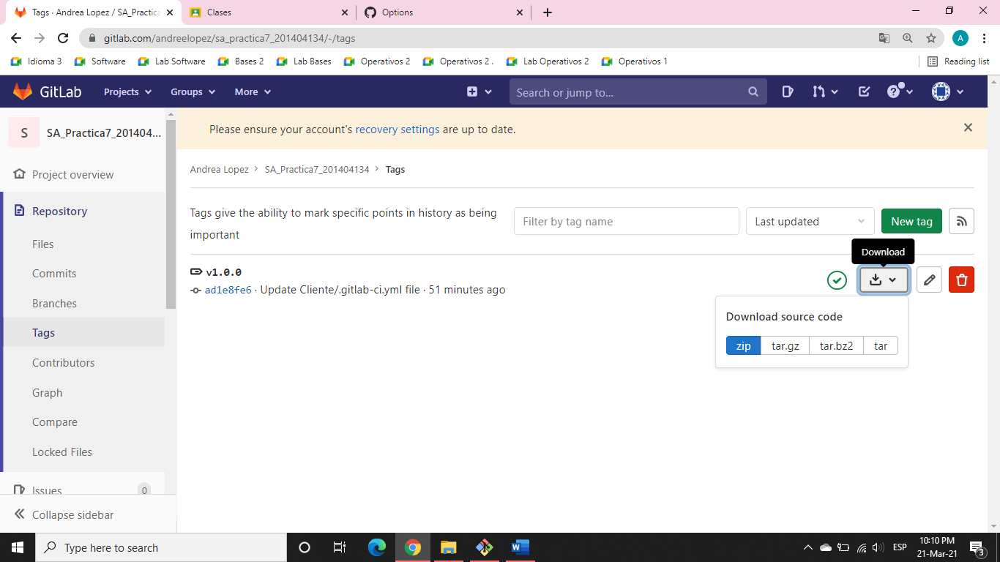 Tags · Andrea Lopez / SA_Practica
Clases
Options
gitlab.com/andreelopez/sa_practica7_201404134/-/tags
A
Idioma 3
Software
Lab Software
Bases 2
Lab Bases
Operativos 2
Operativos 2 .
Lab Operativos 2
Operativos 1
Reading list
GitLab
Projects
Groups
More
Search or jump to...
S
SA_Practica7_201404...
Project overview
Repository
Files
Commits
Branches
Tags
Contributors
Graph
Compare
Locked Files
Issues
0
Collapse sidebar
Please ensure your account's recovery settings are up to date.
Andrea Lopez > SA_Practica7_201404134 > Tags
Tags give the ability to mark specific points in history as being
important
Filter by tag name
Last updated
New tag
Download
v1.0.0
ad1e8fe6 · Update Cliente/.gitlab-ci.yml file · 51 minutes ago
Download source code
zip
tar.gz
tar.bz2
tar
Type here to search
ESP
10:10 PM
21-Mar-21
3